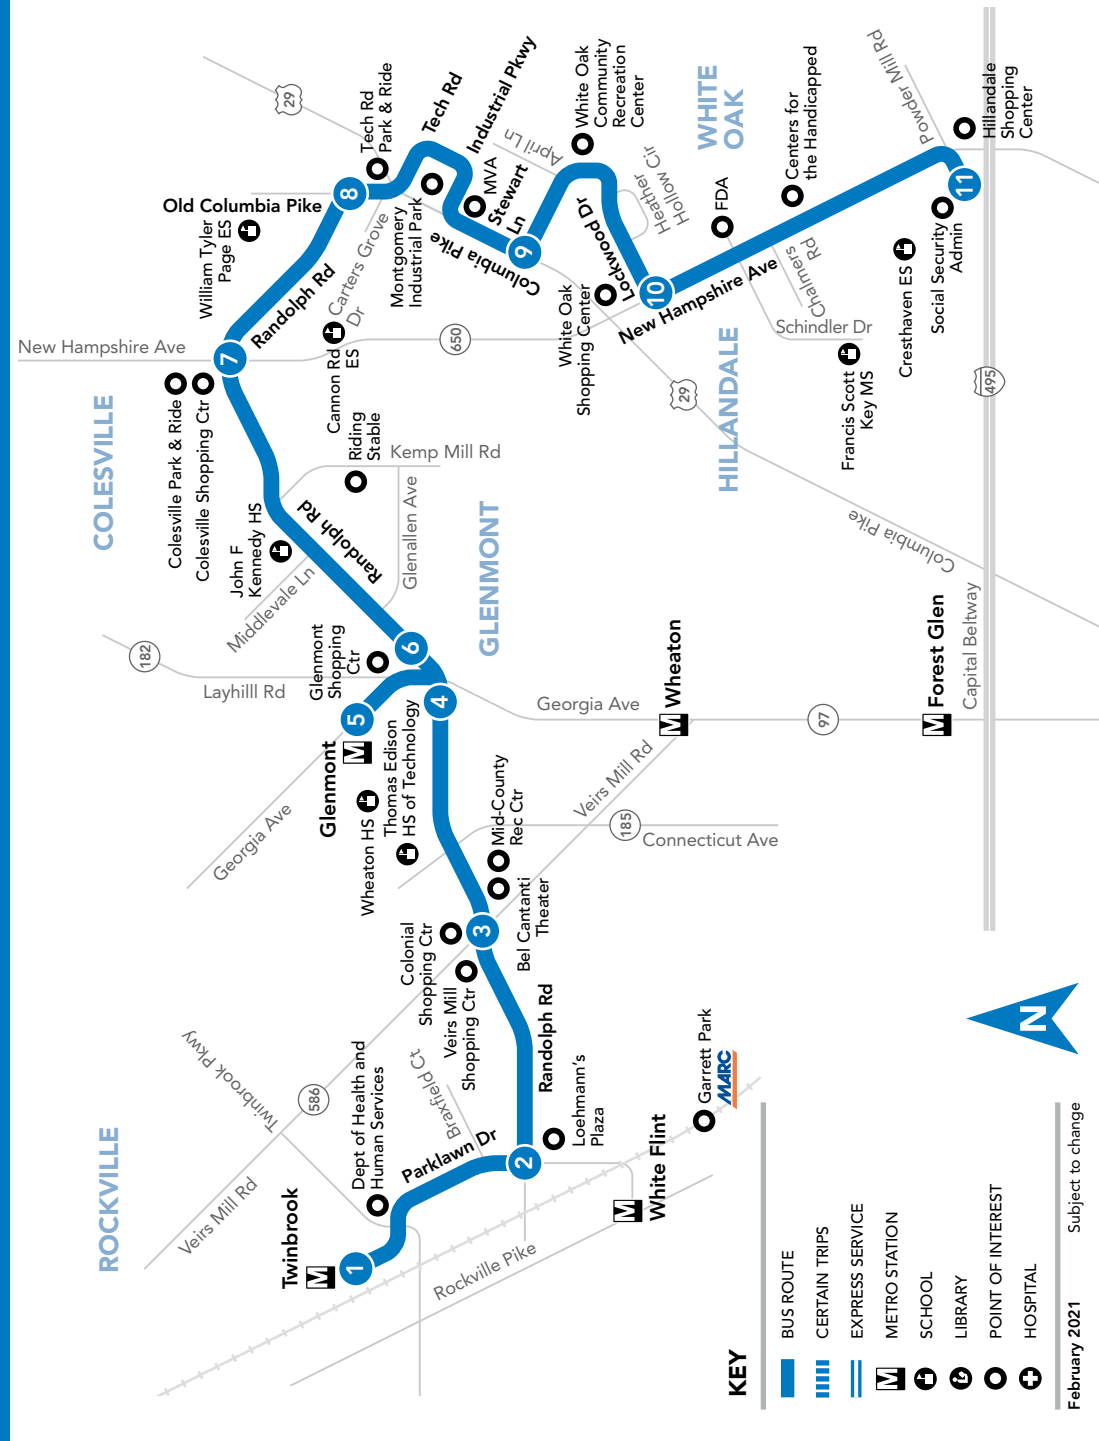 ROCKVILLE
COLESVILLE
GLENMONT
HILLANDALE
WHITE
OAK
Twinbrook
M
1
Veirs Mill Rd
Twinbrook Pkwy
586
Dept of Health and
Human Services
Parklawn Dr
Braxfield Ct
2
Loehmann's
Plaza
White Flint
M
Rockville Pike
Garrett Park
MARC
Randolph Rd
Veirs Mill
Shopping Ctr
Colonial
Shopping Ctr
3
Bel Cantanti
Theater
Mid-County
Rec Ctr
185
Connecticut Ave
Veirs Mill Rd
Wheaton HS
Thomas Edison
HS of Technology
4
Georgia Ave
Glenmont
M
5
Layhilll Rd
182
Glenmont
Shopping
Ctr
6
Georgia Ave
M
Wheaton
97
M
Forest Glen
Capital Beltway
495
Middlevale Ln
John F
Kennedy HS
Randolph Rd
Glenallen Ave
Kemp Mill Rd
Riding
Stable
Colesville Park & Ride
Colesville Shopping Ctr
7
New Hampshire Ave
650
Cannon Rd
ES
Randolph Rd
William Tyler
Page ES
Old Columbia Pike
8
29
Carters Grove
Dr
Tech Rd
Park & Ride
Tech Rd
Montgomery
Industrial Park
Industrial Pkwy
MVA
Stewart
Ln
Columbia Pike
9
April Ln
White Oak
Community
Recreation
Center
Lockwood Dr
Heather
Hollow Cir
White Oak
Shopping Center
10
New Hampshire Ave
29
Columbia Pike
FDA
Centers for
the Handicapped
Chalmers
Rd
Schindler Dr
Francis Scott
Key MS
Cresthaven ES
Social Security
Admin
11
Powder Mill Rd
Hillandale
Shopping
Center
N
KEY
BUS ROUTE
CERTAIN TRIPS
EXPRESS SERVICE
M METRO STATION
SCHOOL
LIBRARY
POINT OF INTEREST
HOSPITAL
February 2021
Subject to change